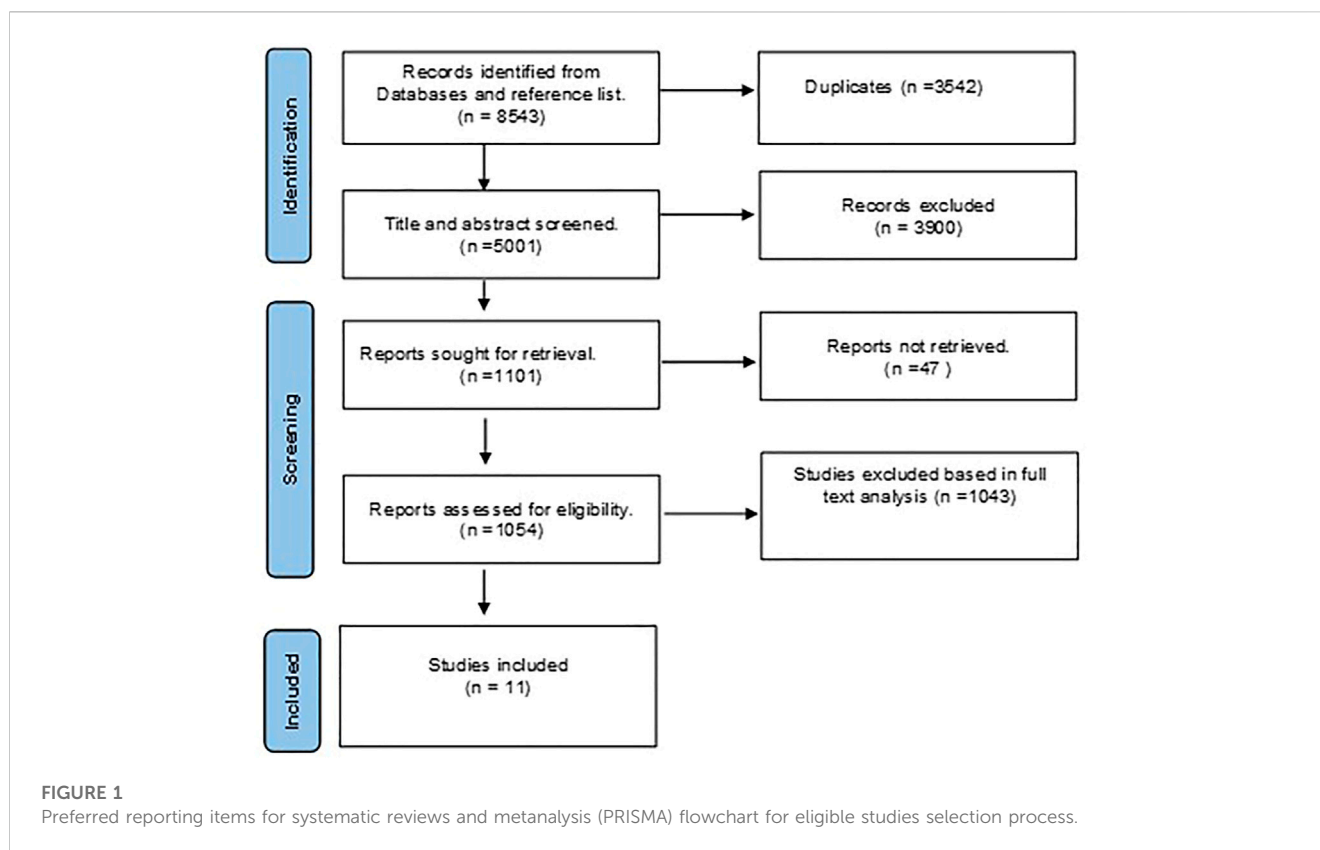 Identification
Records identified from
Databases and reference list.
(n = 8543)
Duplicates (n =3542)
Title and abstract screened.
(n =5001)
Records excluded
(n = 3900)
Screening
Reports sought for retrieval.
(n =1101)
Reports not retrieved.
(n =47 )
Reports assessed for eligibility.
(n =1054)
Studies excluded based in full
text analysis (n =1043)
Included
Studies included
(n = 11)
FIGURE 1
Preferred reporting items for systematic reviews and metanalysis (PRISMA) flowchart for eligible studies selection process.